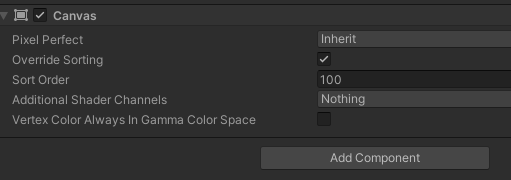 Canvas
Pixel Perfect Inherit
Override Sorting
Sort Order 100
Additional Shader Channels Nothing
Vertex Color Always In Gamma Color Space
Add Component